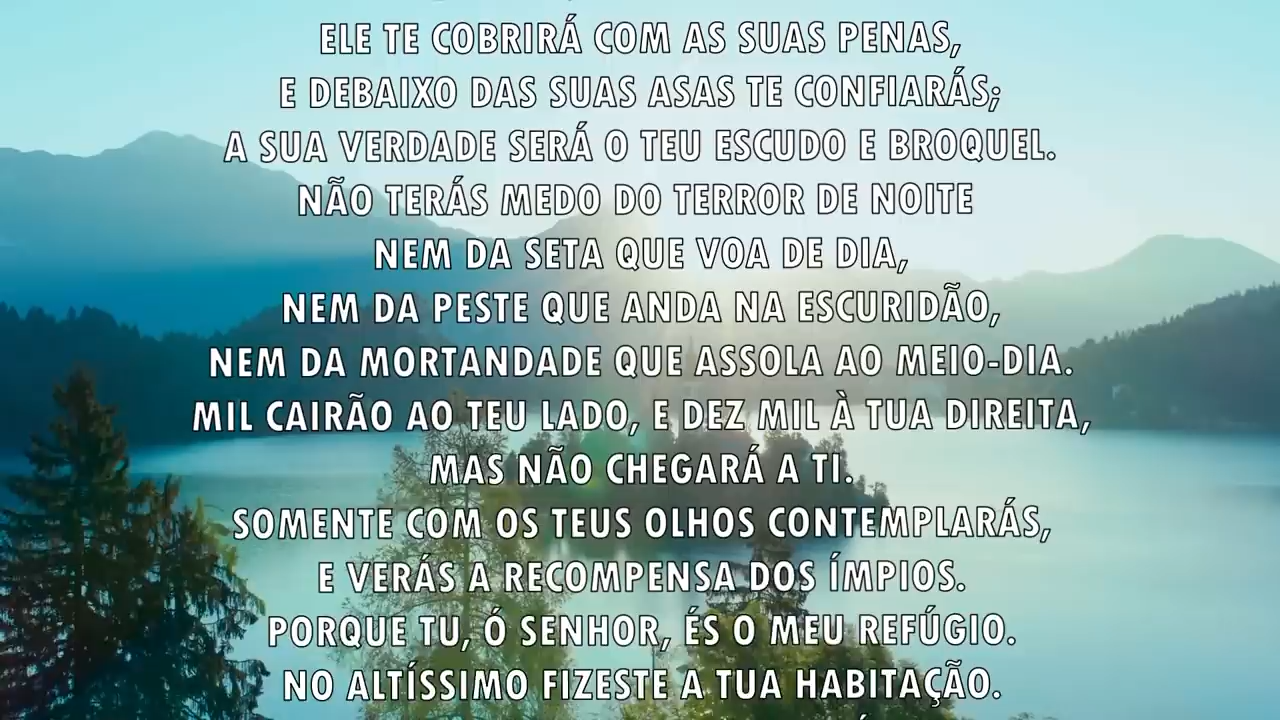 ELE TE COBRIRÁ COM AS SUAS PENAS,
E DEBAIXO DAS SUAS ASAS TE CONFIARÁS;
A SUA VERDADE SERÁ O TEU ESCUDO E BROQUEL.
NÃO TERÁS MEDO DO TERROR DE NOITE
NEM DA SETA QUE VOA DE DIA,
NEM DA PESTE QUE ANDA NA ESCURIDÃO,
NEM DA MORTANDADE QUE ASSOLA AO MEIO-DIA.
MIL CAIRÃO AO TEU LADO, E DEZ MIL À TUA DIREITA,
MAS NÃO CHEGARÁ A TI.
SOMENTE COM OS TEUS OLHOS CONTEMPLARÁS,
E VERÁS A RECOMPENSA DOS ÍMPIOS.
PORQUE TU, Ó SENHOR, ÉS O MEU REFÚGIO.
NO ALTÍSSIMO FIZESTE A TUA HABITAÇÃO.